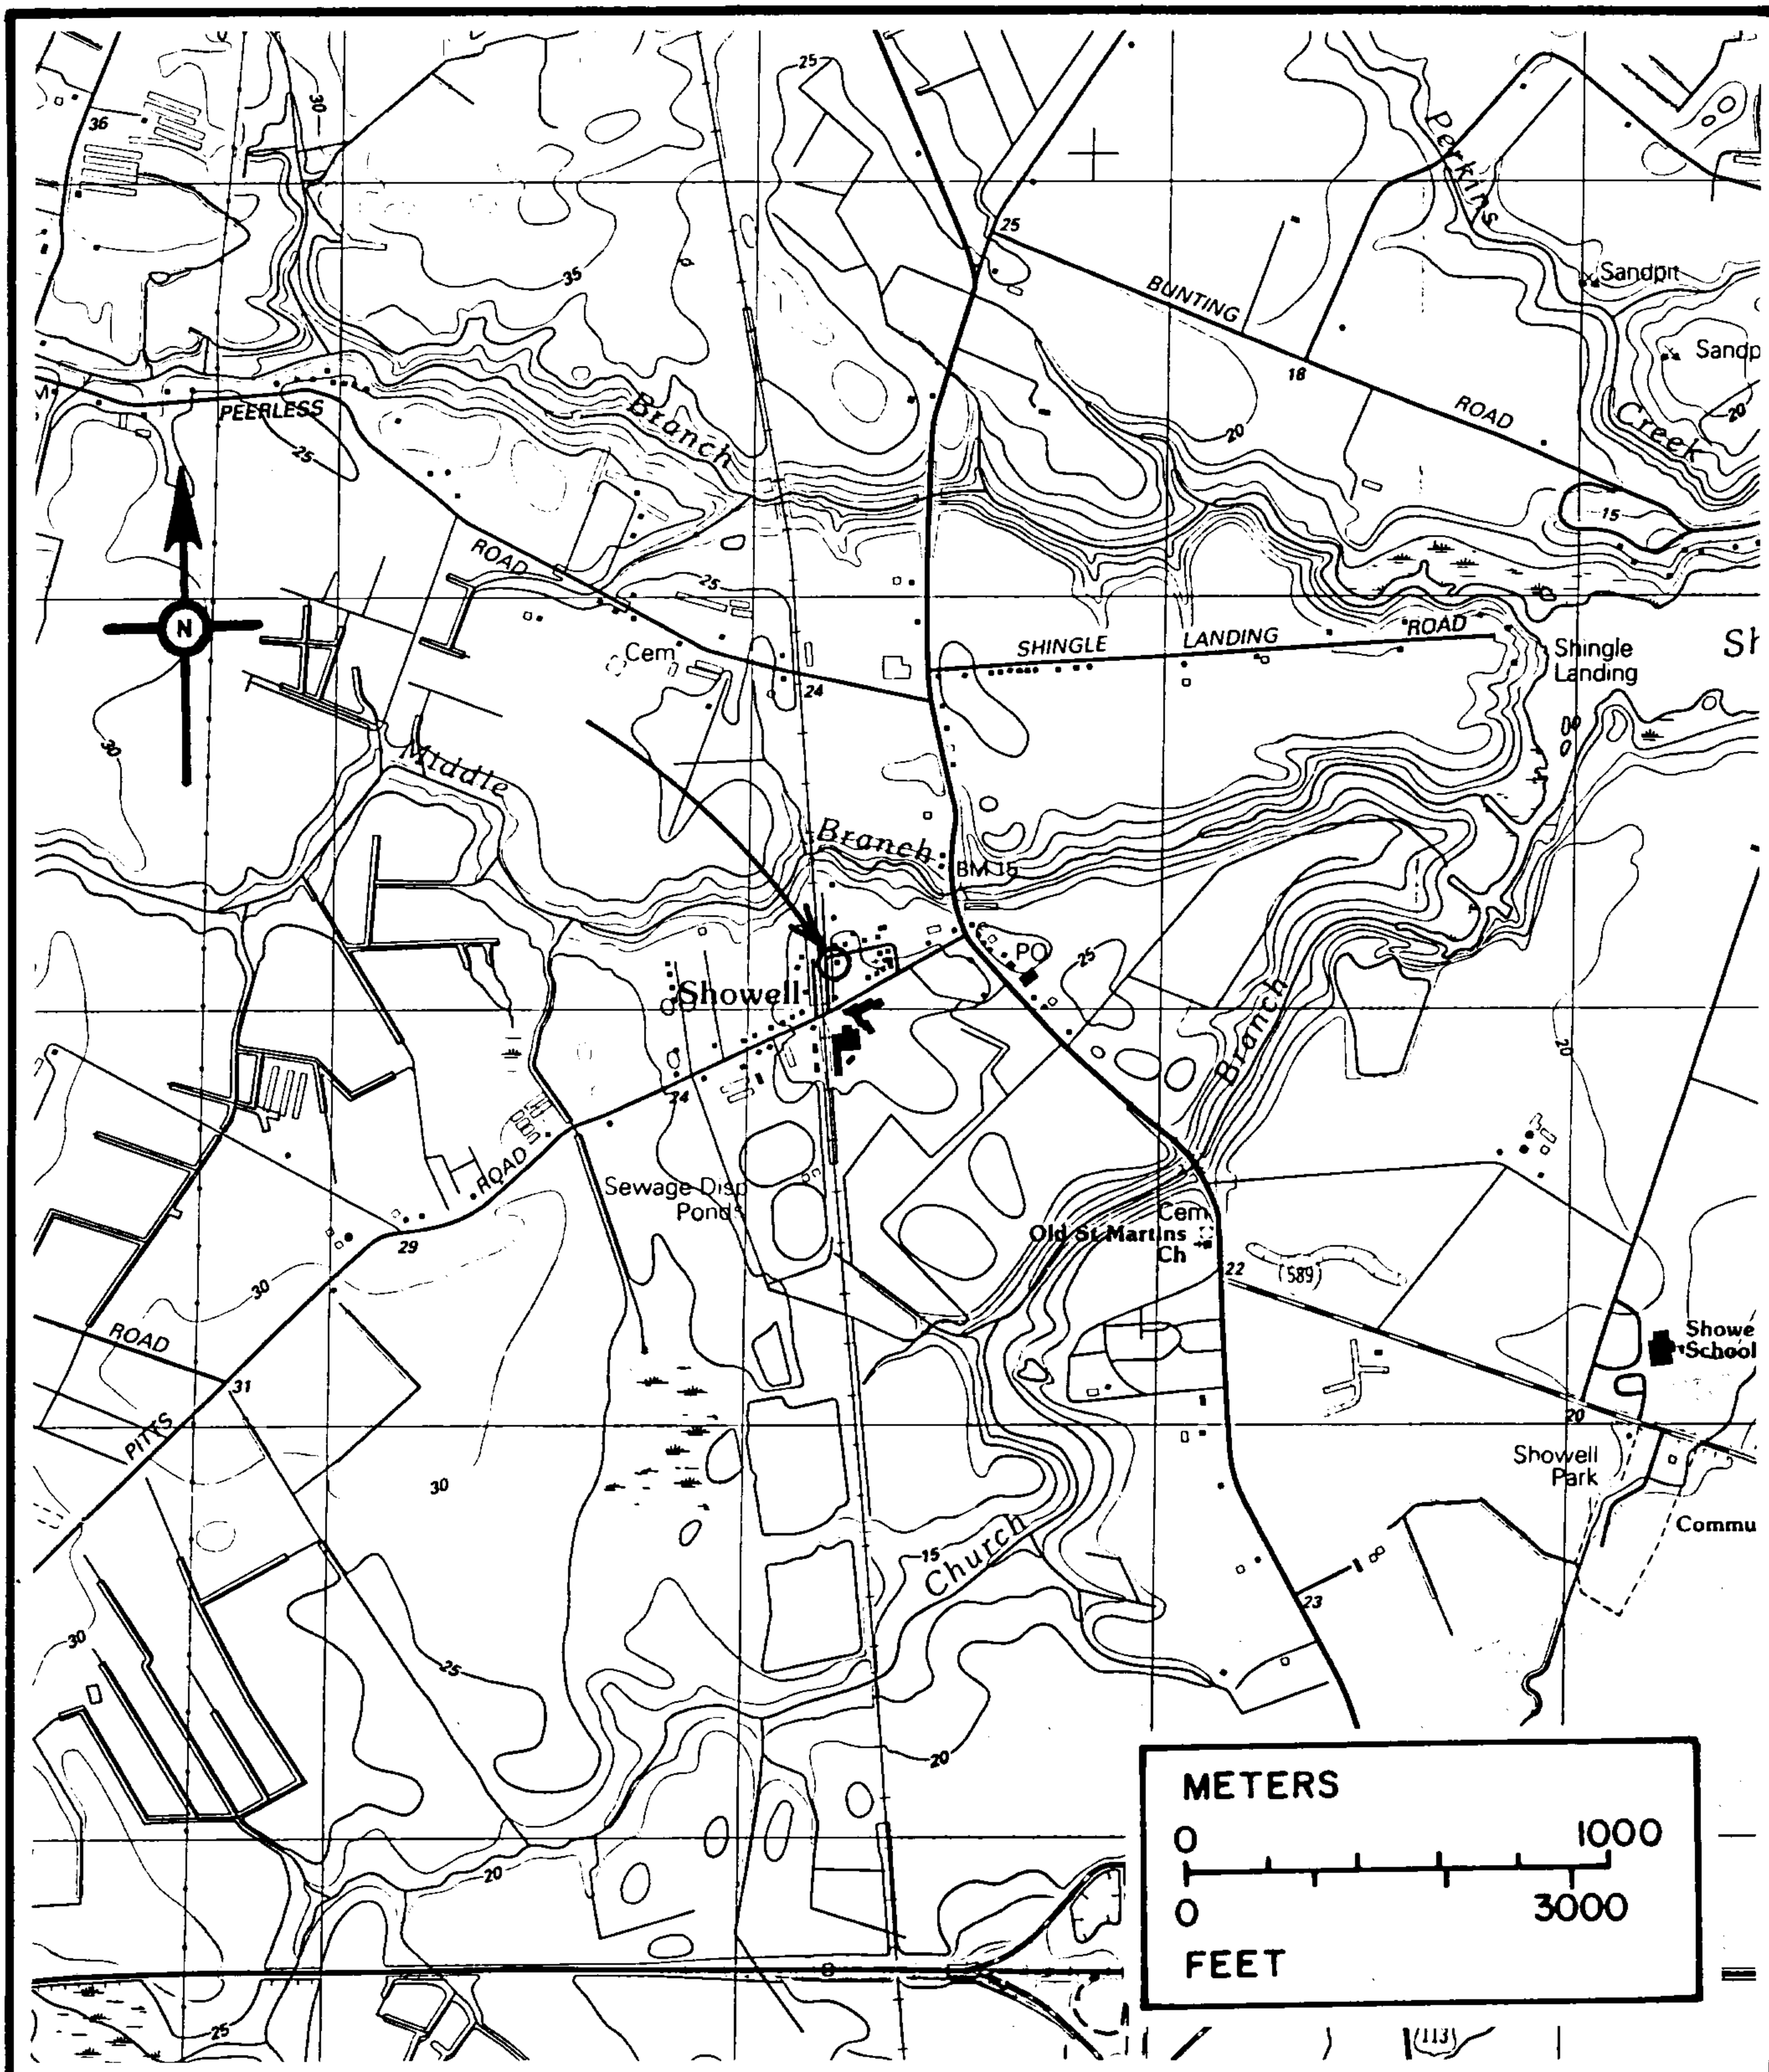 25
30
36
Perkins
25
Sandpit
35
BUNTING
18
ROAD
20
Creek
PEERLESS
Branch
25
20
15
ROAD
25
N
SHINGLE LANDING ROAD
Shingle
Landing
Cem
24
30
Middle
Branch
BM 15
PO
25
Showell
Branch
20
24
ROAD
Sewage Disp
Ponds
Cem
Old St Martins
Ch
29
22
589
30
ROAD
31
Showe
School
PITTS
20
Showell
Park
30
Commu
15
Church
23
30
25
20
20
METERS
0 1000
0 3000
FEET
25
113